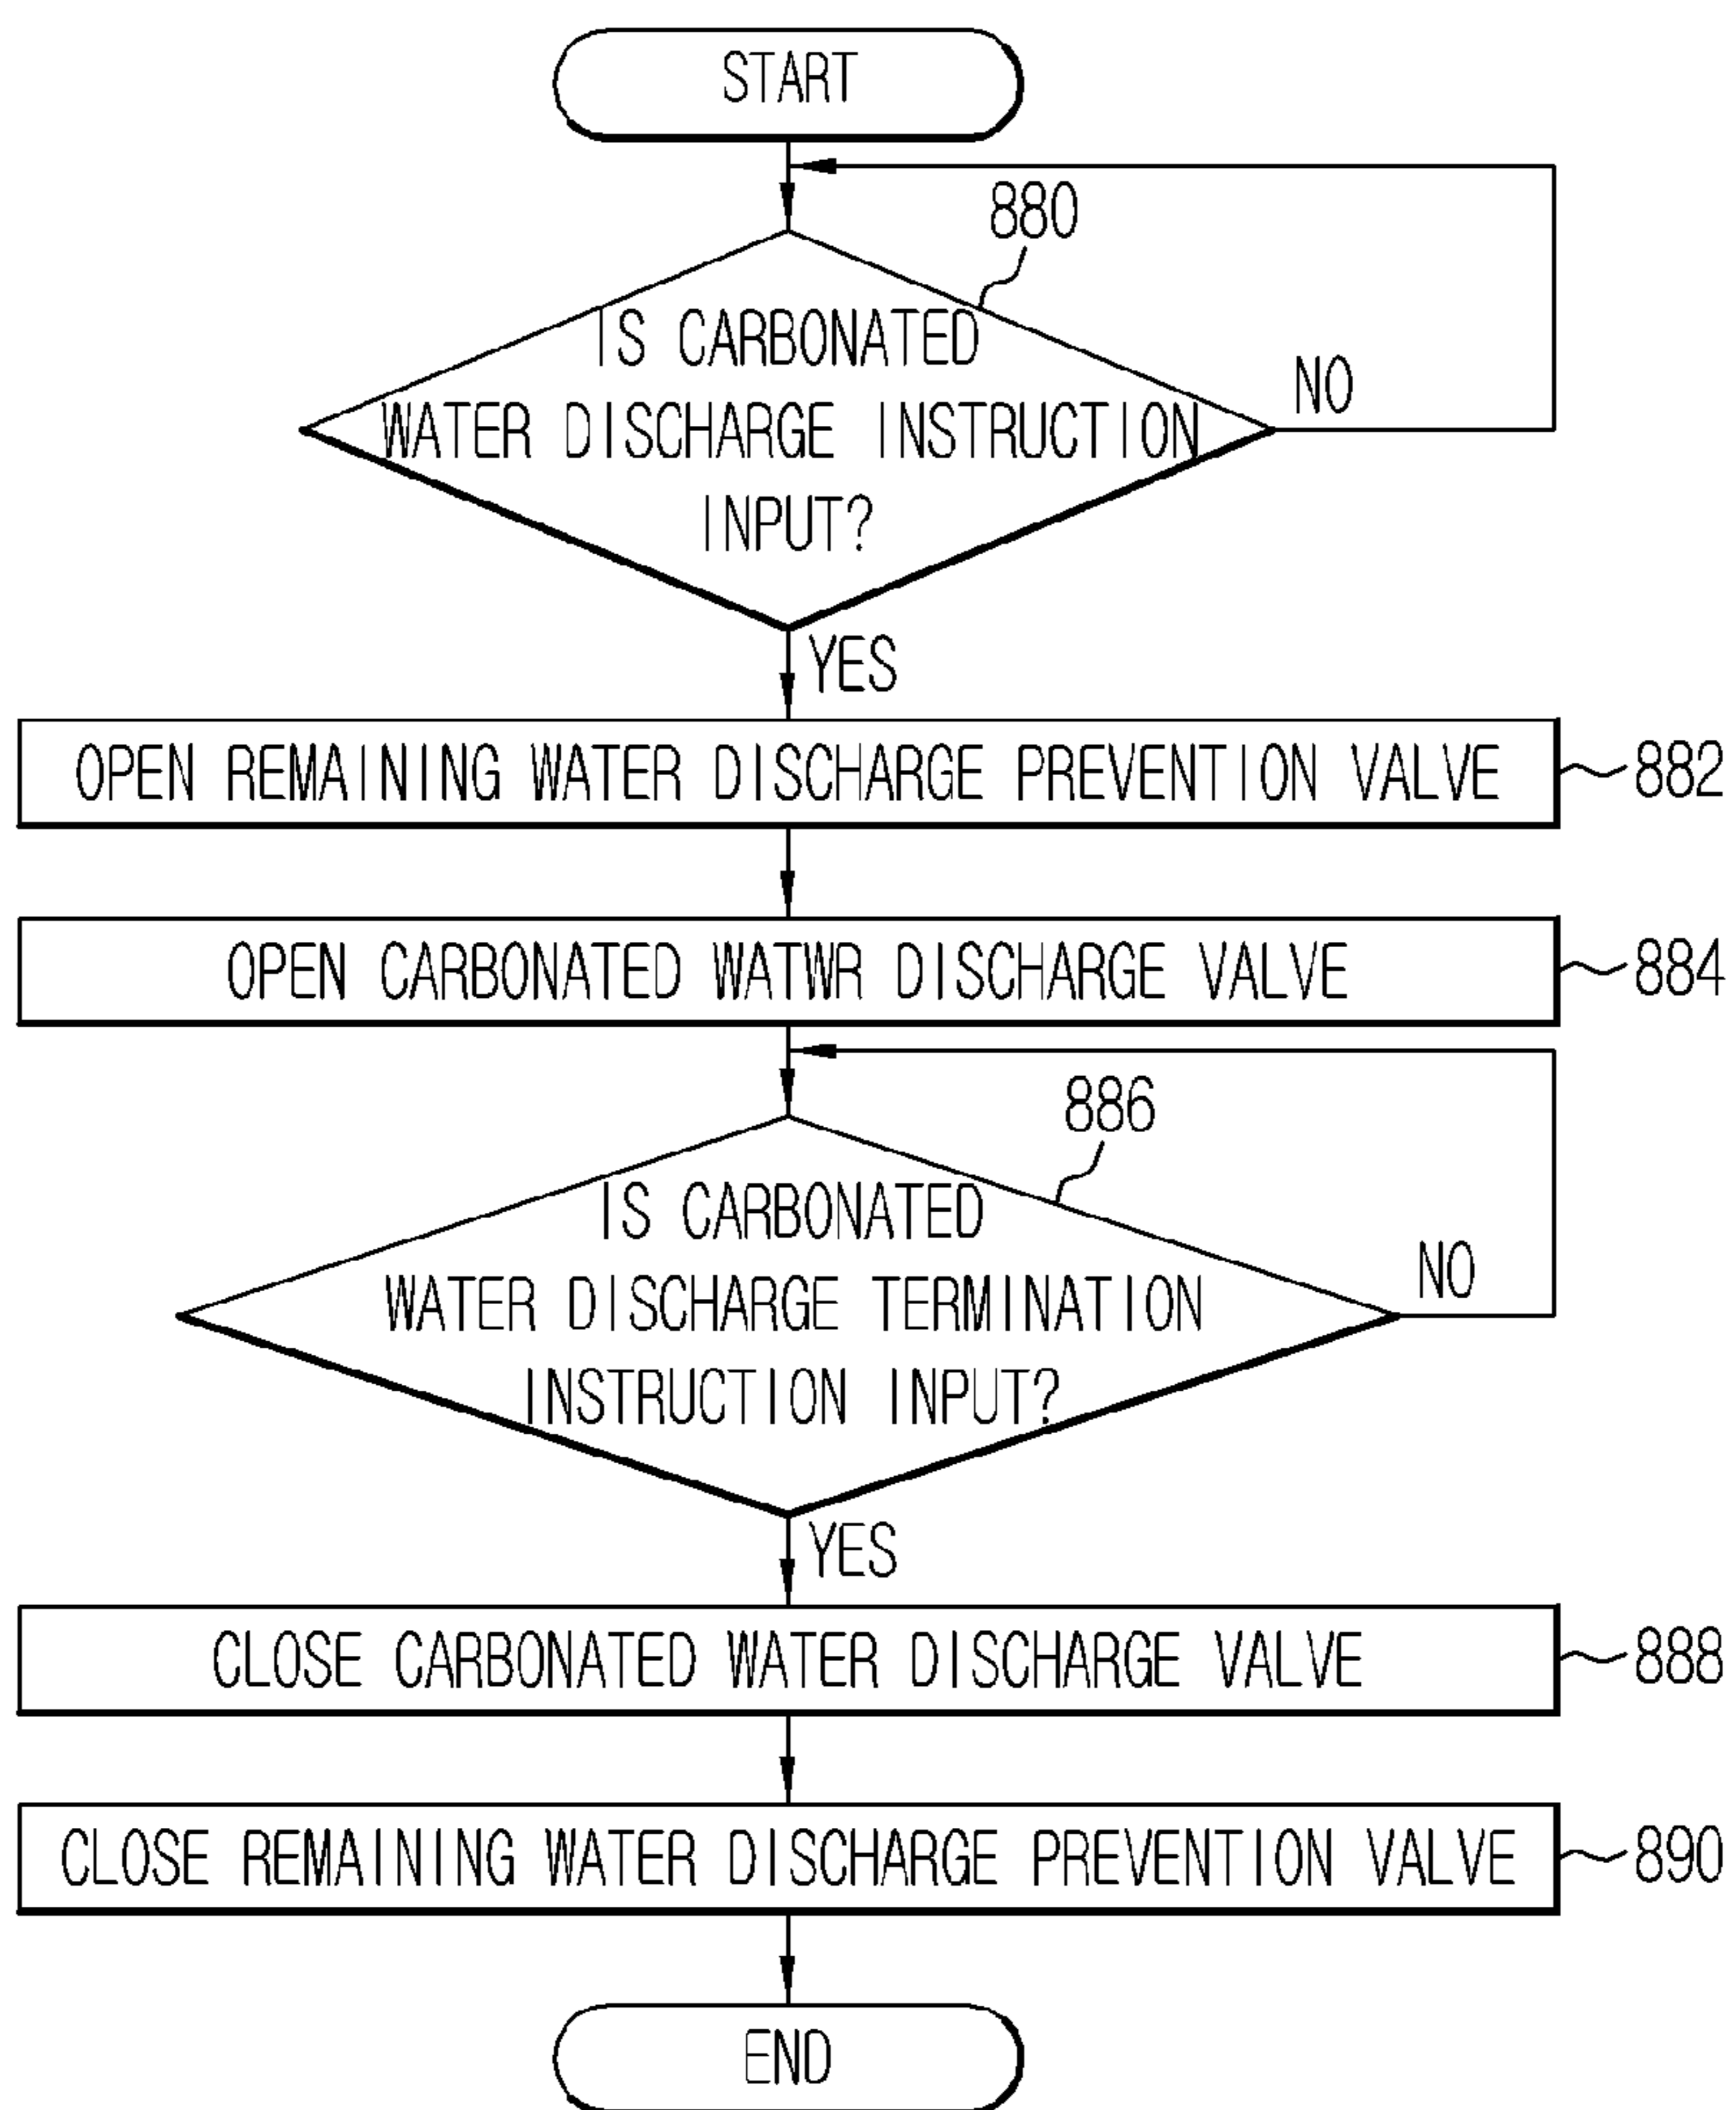 START
880
IS CARBONATED
WATER DISCHARGE INSTRUCTION
INPUT?
NO
YES
OPEN REMAINING WATER DISCHARGE PREVENTION VALVE
882
OPEN CARBONATED WATWR DISCHARGE VALVE
884
886
IS CARBONATED
WATER DISCHARGE TERMINATION
INSTRUCTION INPUT?
NO
YES
CLOSE CARBONATED WATER DISCHARGE VALVE
888
CLOSE REMAINING WATER DISCHARGE PREVENTION VALVE
890
END